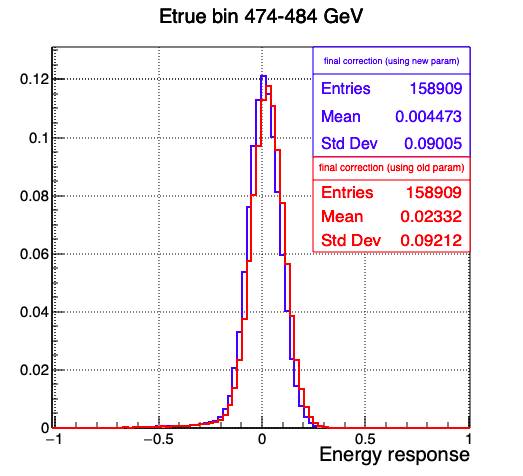 Etrue bin 474-484 GeV
final correction (using new param)
Entries 158909
Mean 0.004473
Std Dev 0.09005
final correction (using old param)
Entries 158909
Mean 0.02332
Std Dev 0.09212
0.12
0.1
0.08
0.06
0.04
0.02
0
−1 −0.5 0 0.5 1
Energy response